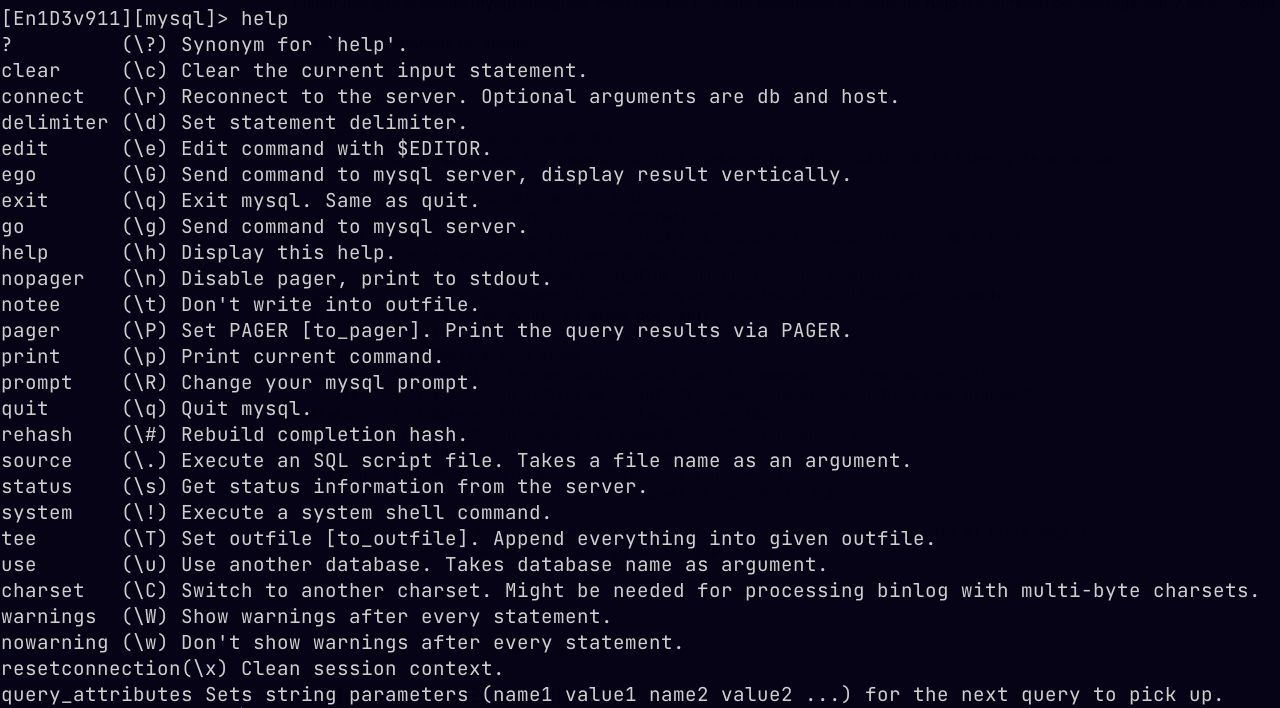 [En1D3v911][mysql]> help
?         (\?) Synonym for `help'.
clear     (\c) Clear the current input statement.
connect   (\r) Reconnect to the server. Optional arguments are db and host.
delimiter (\d) Set statement delimiter.
edit      (\e) Edit command with $EDITOR.
ego       (\G) Send command to mysql server, display result vertically.
exit      (\q) Exit mysql. Same as quit.
go        (\g) Send command to mysql server.
help      (\h) Display this help.
nopager   (\n) Disable pager, print to stdout.
notee     (\t) Don't write into outfile.
pager     (\P) Set PAGER [to_pager]. Print the query results via PAGER.
print     (\p) Print current command.
prompt    (\R) Change your mysql prompt.
quit      (\q) Quit mysql.
rehash    (\#) Rebuild completion hash.
source    (\.) Execute an SQL script file. Takes a file name as an argument.
status    (\s) Get status information from the server.
system    (\!) Execute a system shell command.
tee       (\T) Set outfile [to_outfile]. Append everything into given outfile.
use       (\u) Use another database. Takes database name as argument.
charset   (\C) Switch to another charset. Might be needed for processing binlog with multi-byte charsets.
warnings  (\W) Show warnings after every statement.
nowarning (\w) Don't show warnings after every statement.
resetconnection(\x) Clean session context.
query_attributes Sets string parameters (name1 value1 name2 value2 ...) for the next query to pick up.